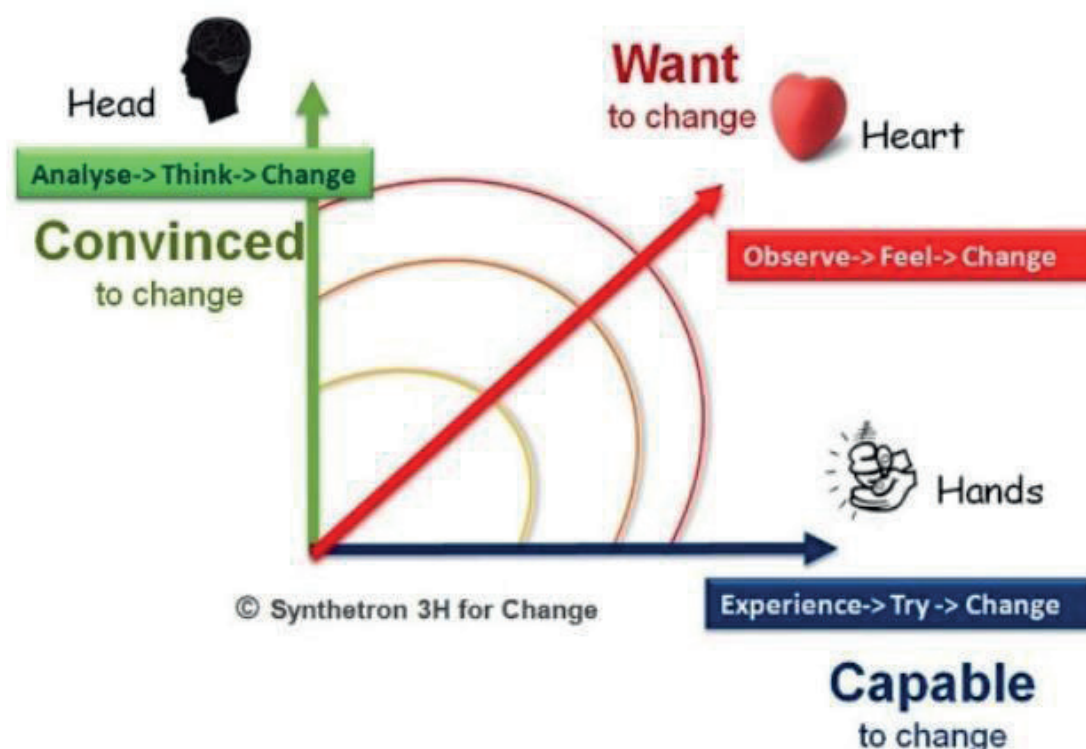 Head
Analyse-> Think-> Change
Convinced
to change
Want
to change
Heart
Observe-> Feel-> Change
Hands
Experience-> Try -> Change
Capable
to change
© Synthetron 3H for Change